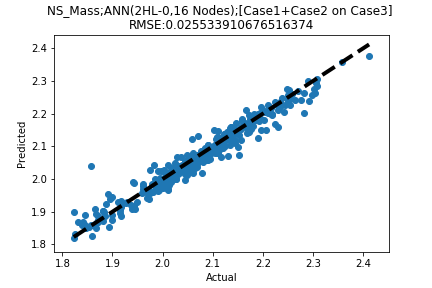 NS_Mass;ANN(2HL-0,16 Nodes);[Case1+Case2 on Case3]
RMSE:0.025533910676516374
2.4
2.3
2.2
2.1
2.0
1.9
1.8
Predicted
1.8 1.9 2.0 2.1 2.2 2.3 2.4
Actual